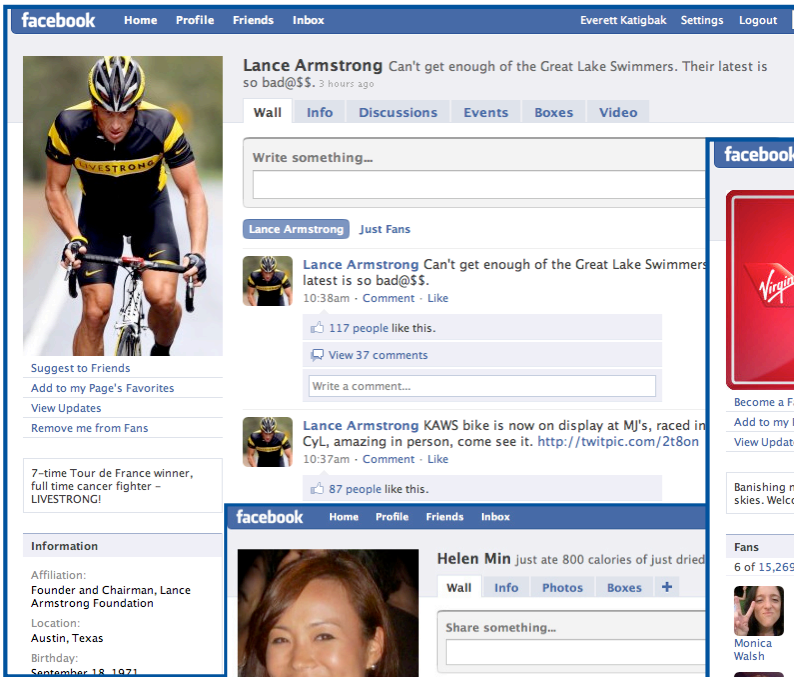 facebook Home Profile Friends Inbox Everett Katigbak Settings Logout
Lance Armstrong Can't get enough of the Great Lake Swimmers. Their latest is
so bad@$$. 3 hours ago
Wall Info Discussions Events Boxes Video
Write something...
Lance Armstrong Just Fans
Lance Armstrong Can't get enough of the Great Lake Swimmers
latest is so bad@$$.
10:38am - Comment - Like
117 people like this.
View 37 comments
Write a comment...
Lance Armstrong KAWS bike is now on display at MJ's, raced in
CyL, amazing in person, come see it. http://twitpic.com/2t8on
10:37am - Comment - Like
87 people like this.
LIVESTRONG
Suggest to Friends
Add to my Page's Favorites
View Updates
Remove me from Fans
7-time Tour de France winner,
full time cancer fighter -
LIVESTRONG!
Information
Affiliation:
Founder and Chairman, Lance
Armstrong Foundation
Location:
Austin, Texas
Birthday:
September 18, 1971
facebook Home Profile Friends Inbox
Helen Min just ate 800 calories of just dried
Wall Info Photos Boxes +
Share something...
facebook
Virgin
Become a F
Add to my
View Updat
Banishing
skies. Welc
Fans
6 of 15,269
Monica
Walsh